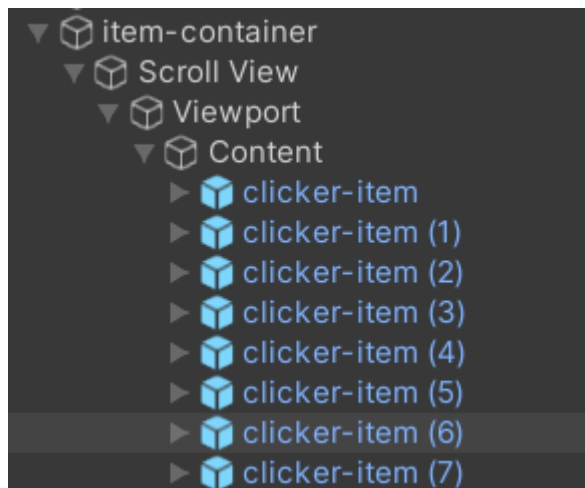 item-container
Scroll View
Viewport
Content
clicker-item
clicker-item (1)
clicker-item (2)
clicker-item (3)
clicker-item (4)
clicker-item (5)
clicker-item (6)
clicker-item (7)